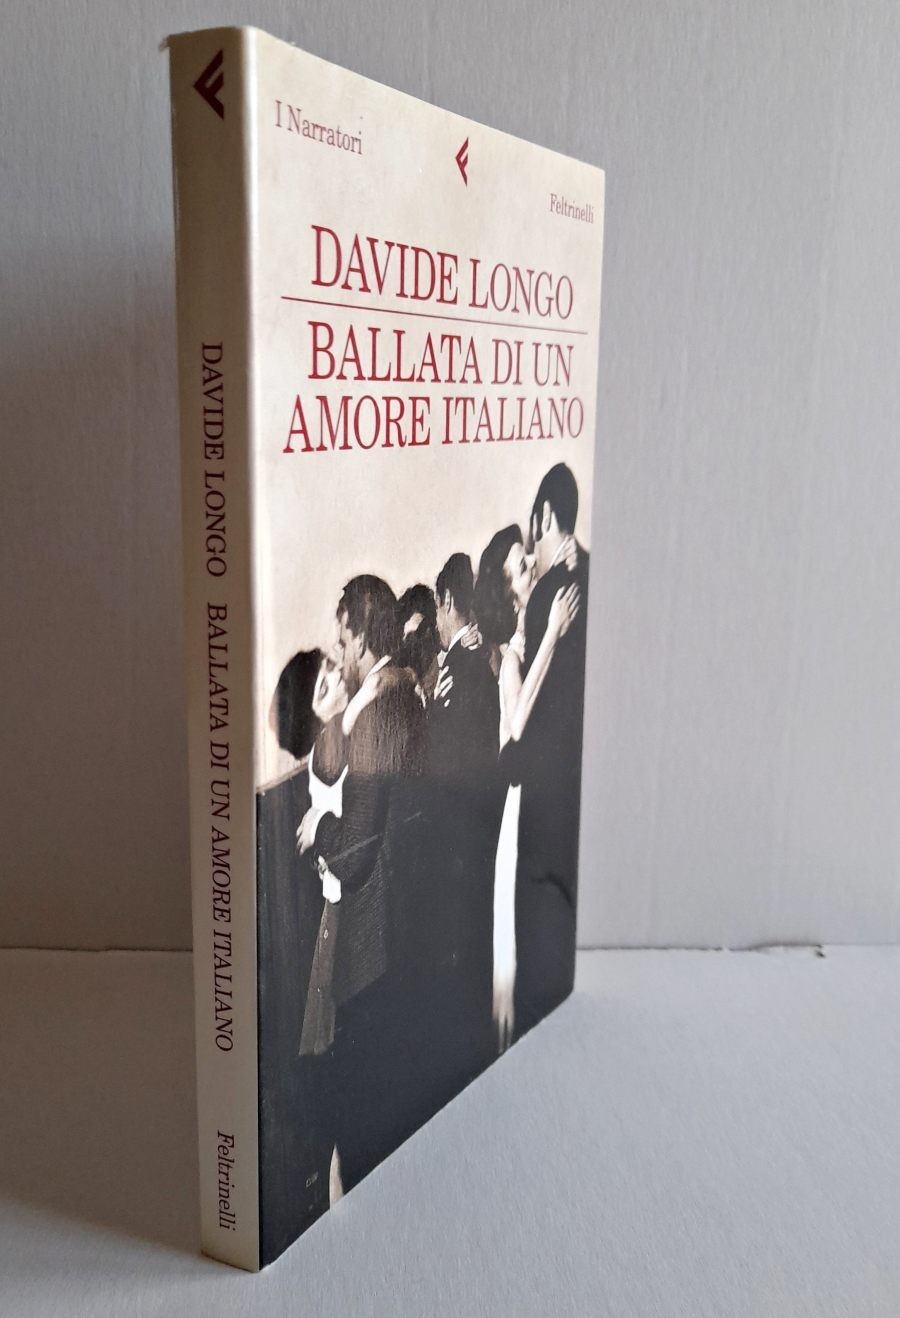 I Narratori
Feltrinelli
DAVIDE LONGO
BALLATA DI UN
AMORE ITALIANO
DAVIDE LONGO BALLATA DI UN AMORE ITALIANO Feltrinelli